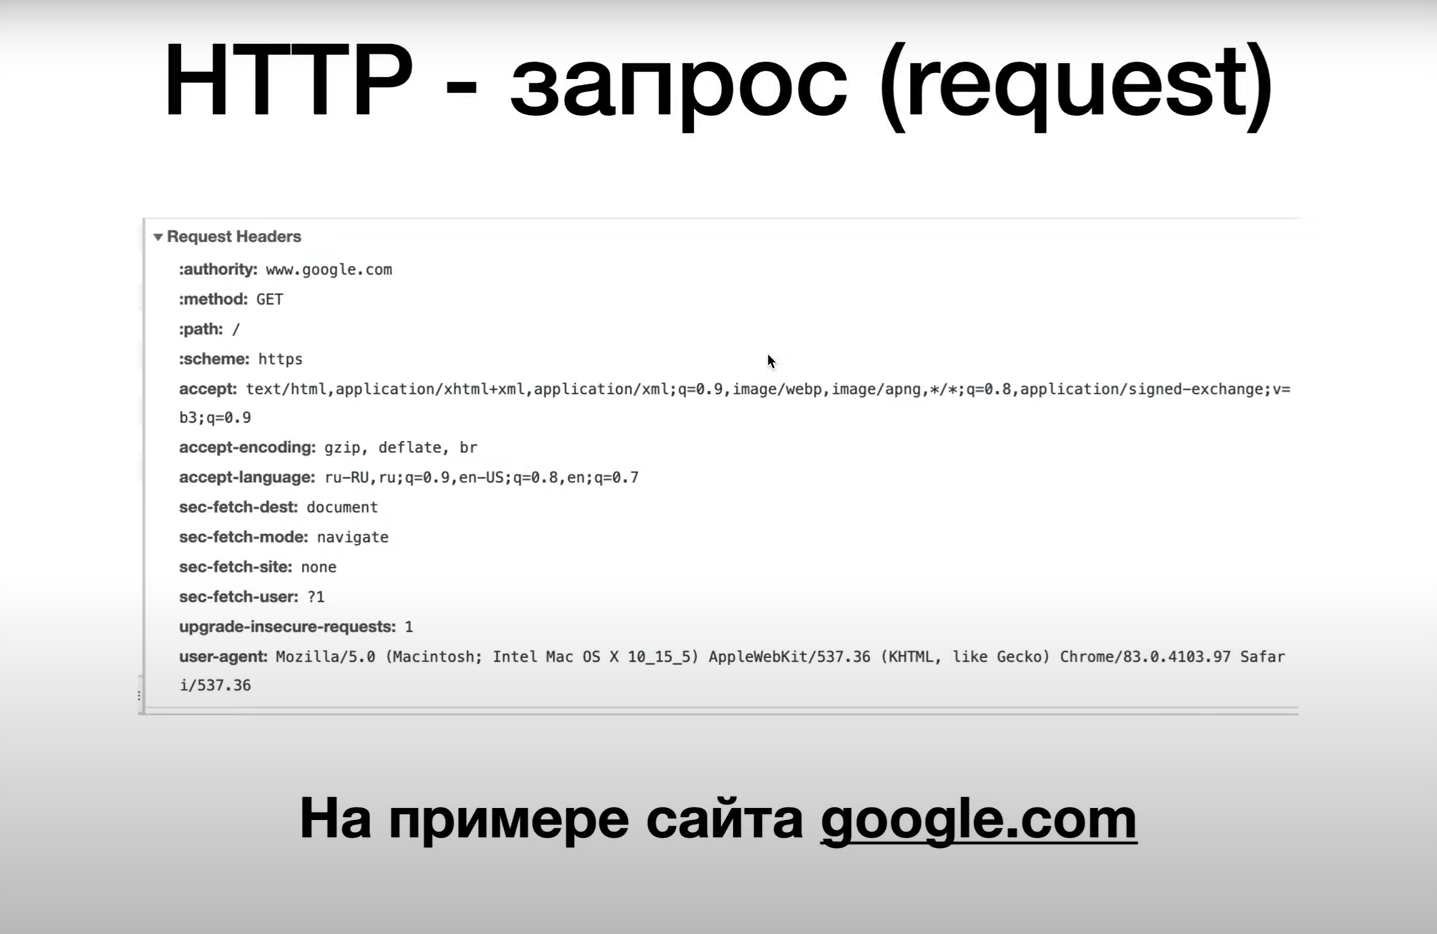 HTTP - запрос (request)
Request Headers
:authority: www.google.com
:method: GET
:path: /
:scheme: https
accept: text/html,application/xhtml+xml,application/xml;q=0.9,image/webp,image/apng,*/*;q=0.8,application/signed-exchange;v=
b3;q=0.9
accept-encoding: gzip, deflate, br
accept-language: ru-RU,ru;q=0.9,en-US;q=0.8,en;q=0.7
sec-fetch-dest: document
sec-fetch-mode: navigate
sec-fetch-site: none
sec-fetch-user: ?1
upgrade-insecure-requests: 1
user-agent: Mozilla/5.0 (Macintosh; Intel Mac OS X 10_15_5) AppleWebKit/537.36 (KHTML, like Gecko) Chrome/83.0.4103.97 Safar
i/537.36
На примере сайта google.com